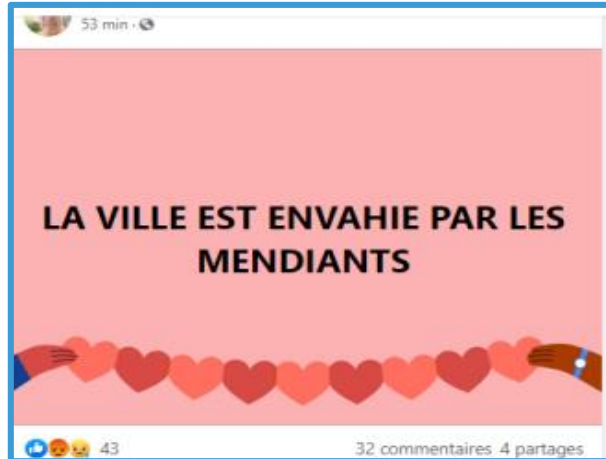 53 min ·
LA VILLE EST ENVAHIE PAR LES
MENDIANTS
43 32 commentaires 4 partages